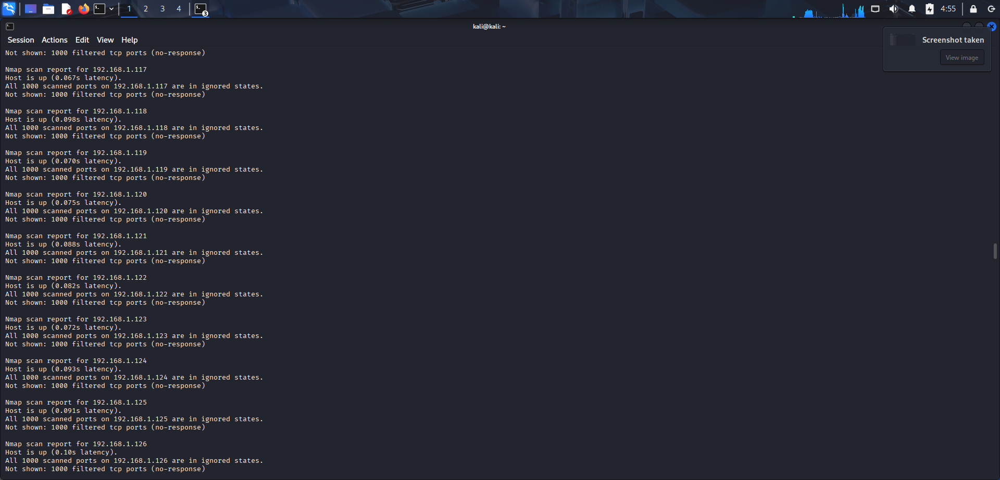 1 2 3 4
3
4:55
kali@kali: ~
Session Actions Edit View Help
Screenshot taken
View image
Not shown: 1000 filtered tcp ports (no-response)
Nmap scan report for 192.168.1.117
Host is up (0.067s latency).
All 1000 scanned ports on 192.168.1.117 are in ignored states.
Not shown: 1000 filtered tcp ports (no-response)
Nmap scan report for 192.168.1.118
Host is up (0.098s latency).
All 1000 scanned ports on 192.168.1.118 are in ignored states.
Not shown: 1000 filtered tcp ports (no-response)
Nmap scan report for 192.168.1.119
Host is up (0.070s latency).
All 1000 scanned ports on 192.168.1.119 are in ignored states.
Not shown: 1000 filtered tcp ports (no-response)
Nmap scan report for 192.168.1.120
Host is up (0.075s latency).
All 1000 scanned ports on 192.168.1.120 are in ignored states.
Not shown: 1000 filtered tcp ports (no-response)
Nmap scan report for 192.168.1.121
Host is up (0.088s latency).
All 1000 scanned ports on 192.168.1.121 are in ignored states.
Not shown: 1000 filtered tcp ports (no-response)
Nmap scan report for 192.168.1.122
Host is up (0.082s latency).
All 1000 scanned ports on 192.168.1.122 are in ignored states.
Not shown: 1000 filtered tcp ports (no-response)
Nmap scan report for 192.168.1.123
Host is up (0.072s latency).
All 1000 scanned ports on 192.168.1.123 are in ignored states.
Not shown: 1000 filtered tcp ports (no-response)
Nmap scan report for 192.168.1.124
Host is up (0.093s latency).
All 1000 scanned ports on 192.168.1.124 are in ignored states.
Not shown: 1000 filtered tcp ports (no-response)
Nmap scan report for 192.168.1.125
Host is up (0.091s latency).
All 1000 scanned ports on 192.168.1.125 are in ignored states.
Not shown: 1000 filtered tcp ports (no-response)
Nmap scan report for 192.168.1.126
Host is up (0.10s latency).
All 1000 scanned ports on 192.168.1.126 are in ignored states.
Not shown: 1000 filtered tcp ports (no-response)